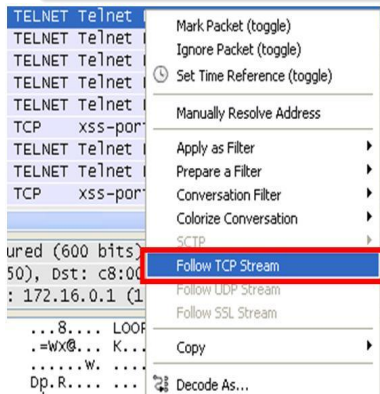 TELNET Telnet
TELNET Telnet
TELNET Telnet
TELNET Telnet
TELNET Telnet
TCP xss-por
TELNET Telnet
TELNET Telnet
TCP xss-por
Mark Packet (toggle)
Ignore Packet (toggle)
Set Time Reference (toggle)
Manually Resolve Address
Apply as Filter
Prepare a Filter
Conversation Filter
Colorize Conversation
SCTP
Follow TCP Stream
Follow UDP Stream
Follow SSL Stream
Copy
Decode As...
ured (600 bits)
50), Dst: c8:00
: 172.16.0.1 (1
...8.... LOOP
.=WX@... K...
......w. ....
Dp.R.... ...